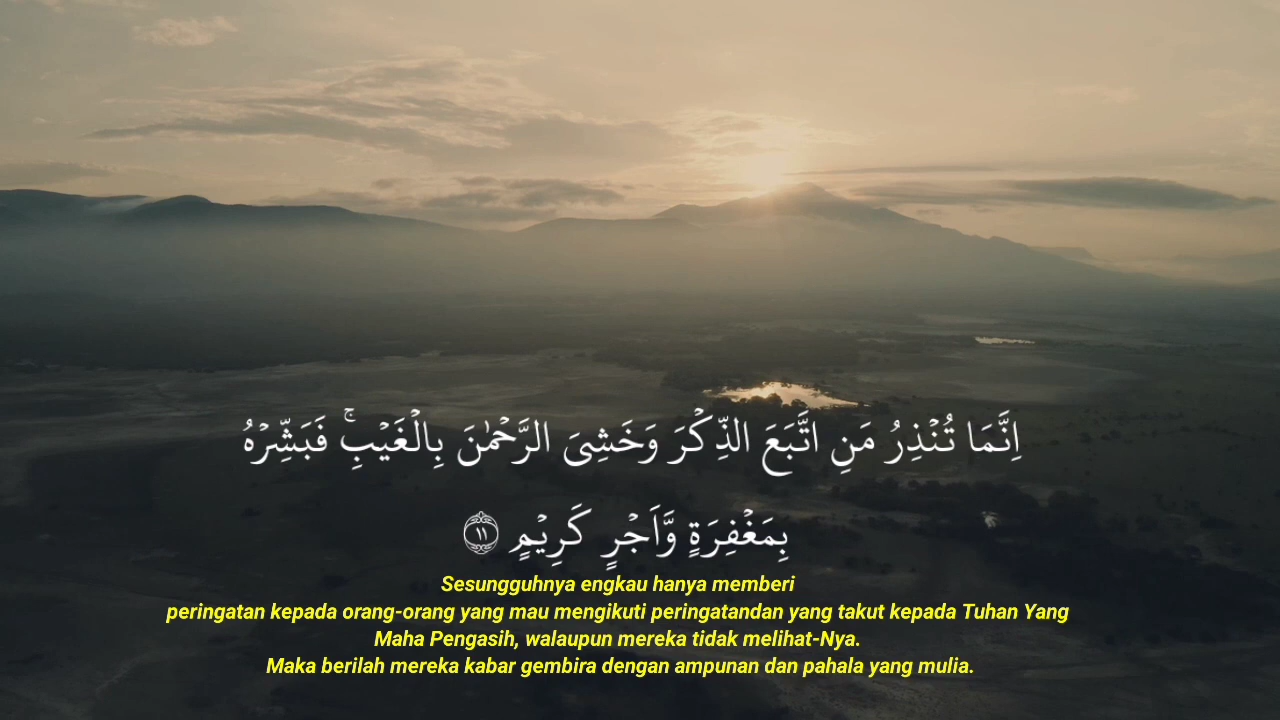 اِنَّمَا تُنْذِرُ مَنِ اتَّبَعَ الذِّكْرَ وَخَشِيَ الرَّحْمٰنَ بِالْغَيْبِۚ فَبَشِّرْهُ
بِمَغْفِرَةٍ وَّاَجْرٍ كَرِيْمٍ ١١
Sesungguhnya engkau hanya memberi
peringatan kepada orang-orang yang mau mengikuti peringatandan yang takut kepada Tuhan Yang
Maha Pengasih, walaupun mereka tidak melihat-Nya.
Maka berilah mereka kabar gembira dengan ampunan dan pahala yang mulia.